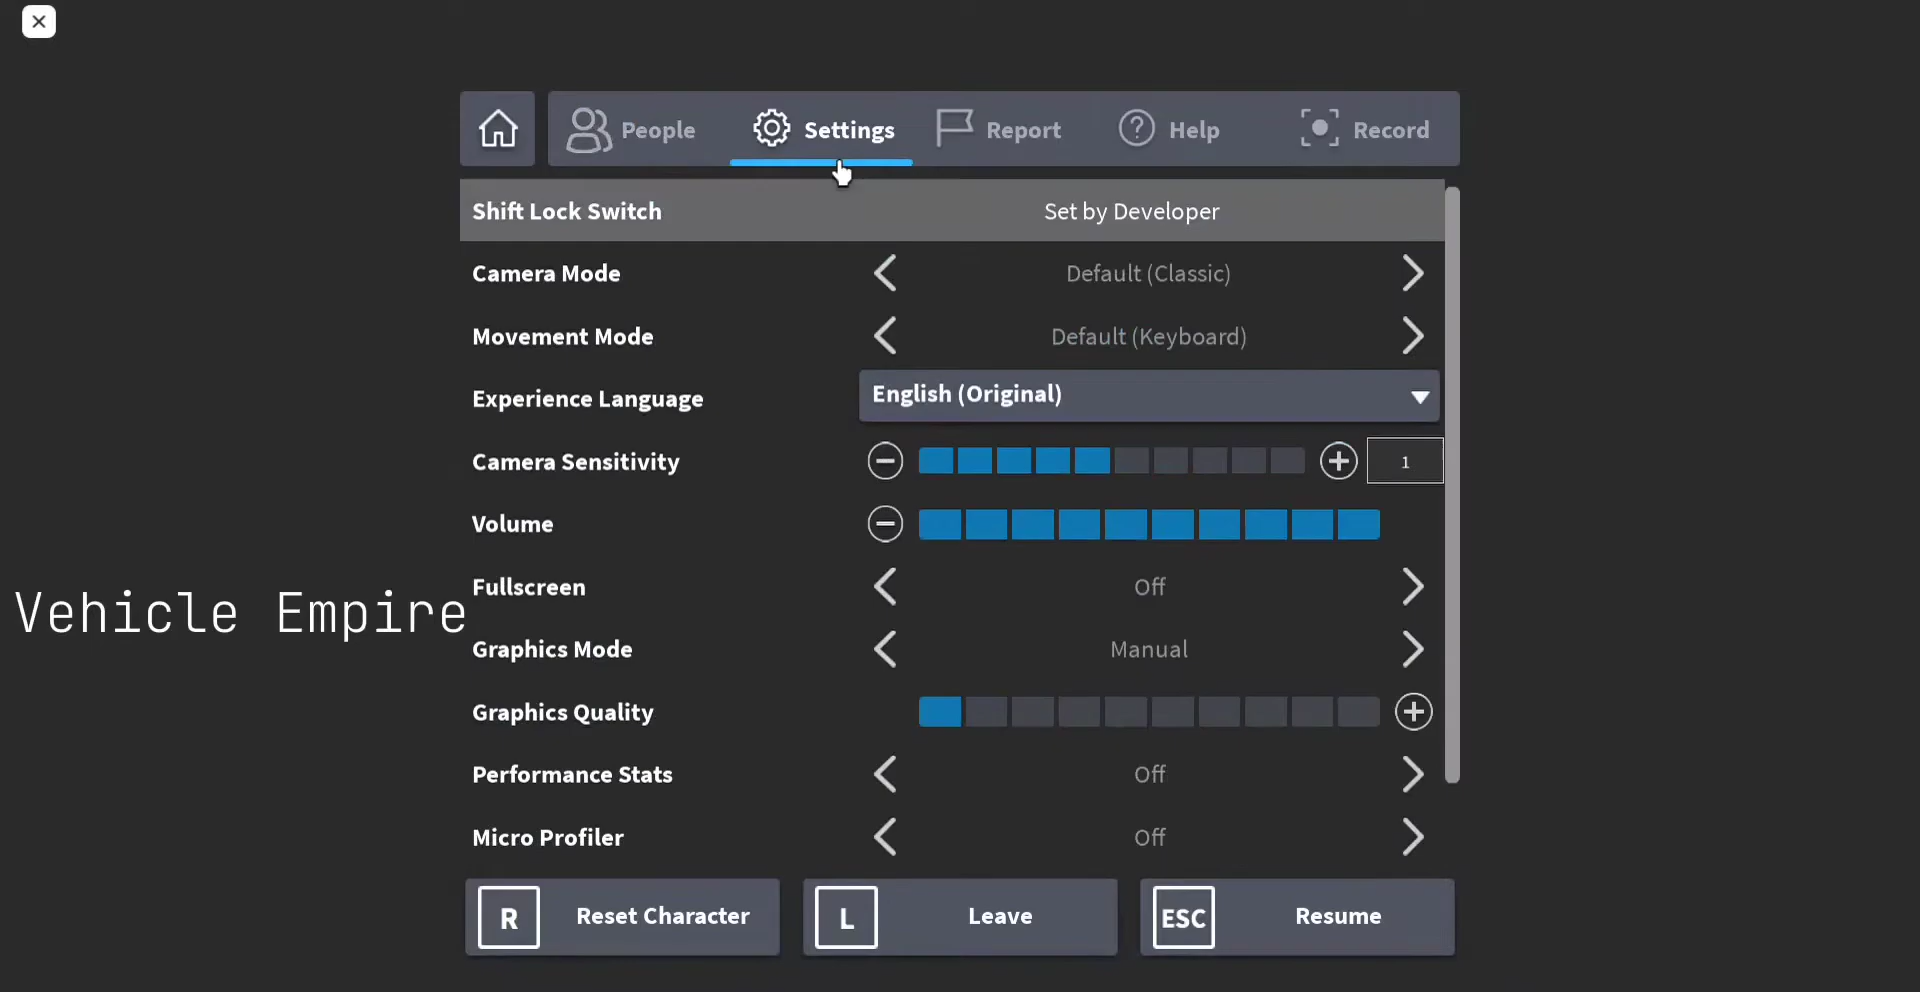 People Settings Report Help Record
Shift Lock Switch Set by Developer
Camera Mode Default (Classic)
Movement Mode Default (Keyboard)
Experience Language English (Original)
Camera Sensitivity 1
Volume
Fullscreen Off
Vehicle Empire
Graphics Mode Manual
Graphics Quality
Performance Stats Off
Micro Profiler Off
R Reset Character L Leave ESC Resume